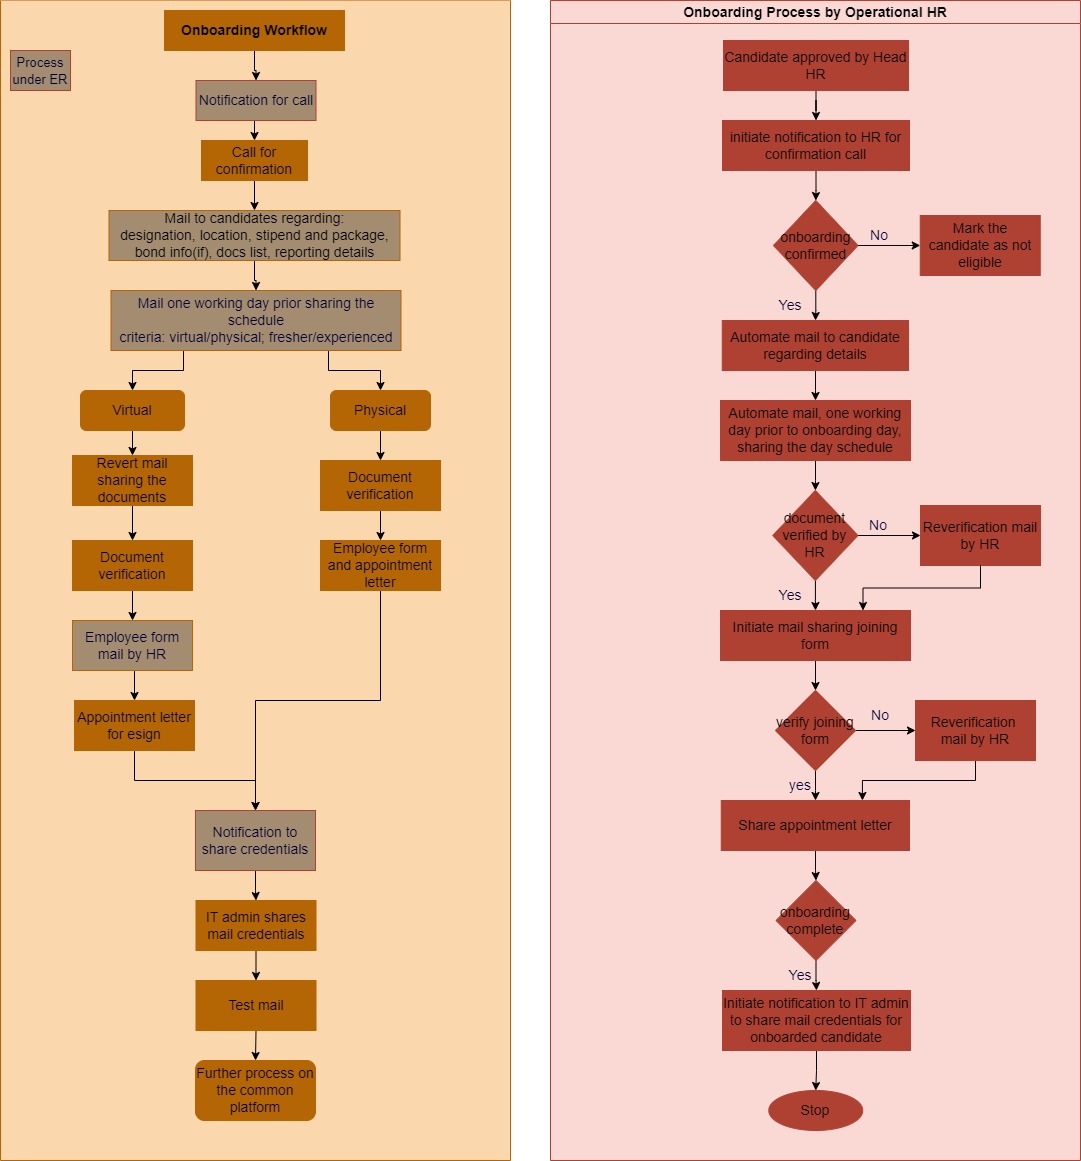 Onboarding Workflow
Process
under ER
Notification for call
Call for
confirmation
Mail to candidates regarding:
designation, location, stipend and package,
bond info(if), docs list, reporting details
Mail one working day prior sharing the
schedule
criteria: virtual/physical; fresher/experienced
Virtual
Physical
Revert mail
sharing the
documents
Document
verification
Document
verification
Employee form
and appointment
letter
Employee form
mail by HR
Appointment letter
for esign
Notification to
share credentials
IT admin shares
mail credentials
Test mail
Further process on
the common
platform
Onboarding Process by Operational HR
Candidate approved by Head
HR
initiate notification to HR for
confirmation call
onboarding
confirmed
No
Mark the
candidate as not
eligible
Yes
Automate mail to candidate
regarding details
Automate mail, one working
day prior to onboarding day,
sharing the day schedule
document
verified by
HR
No
Reverification mail
by HR
Yes
Initiate mail sharing joining
form
verify joining
form
No
Reverification
mail by HR
yes
Share appointment letter
onboarding
complete
Yes
Initiate notification to IT admin
to share mail credentials for
onboarded candidate
Stop